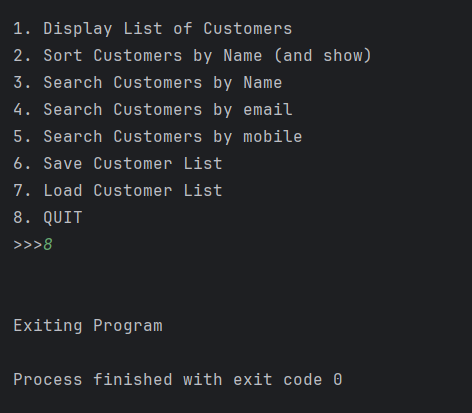 1. Display List of Customers
2. Sort Customers by Name (and show)
3. Search Customers by Name
4. Search Customers by email
5. Search Customers by mobile
6. Save Customer List
7. Load Customer List
8. QUIT
>>>8
Exiting Program
Process finished with exit code 0